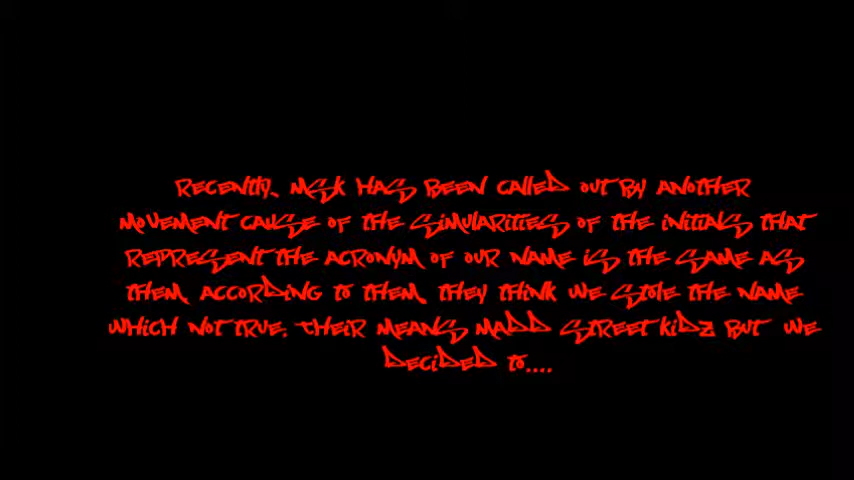 RECENTLY, MSK HAS BEEN CALLED OUT BY ANOTHER
MOVEMENT CAUSE OF THE SIMULARITIES OF THE INITIALS THAT
REPRESENT THE ACRONYM OF OUR NAME IS THE SAME AS
THEM, ACCORDING TO THEM, THEY THINK WE STOLE THE NAME
WHICH NOT TRUE. THEIR MEANS MADD STREET KIDZ BUT WE
DECIDED TO....